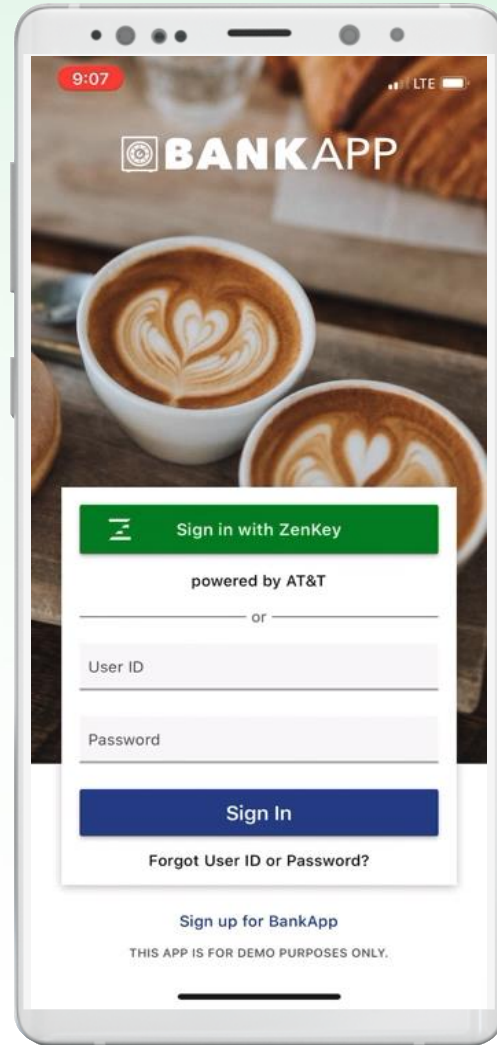 9:07
LTE
BANKAPP
Sign in with ZenKey
powered by AT&T
or
User ID
Password
Sign In
Forgot User ID or Password?
Sign up for BankApp
THIS APP IS FOR DEMO PURPOSES ONLY.